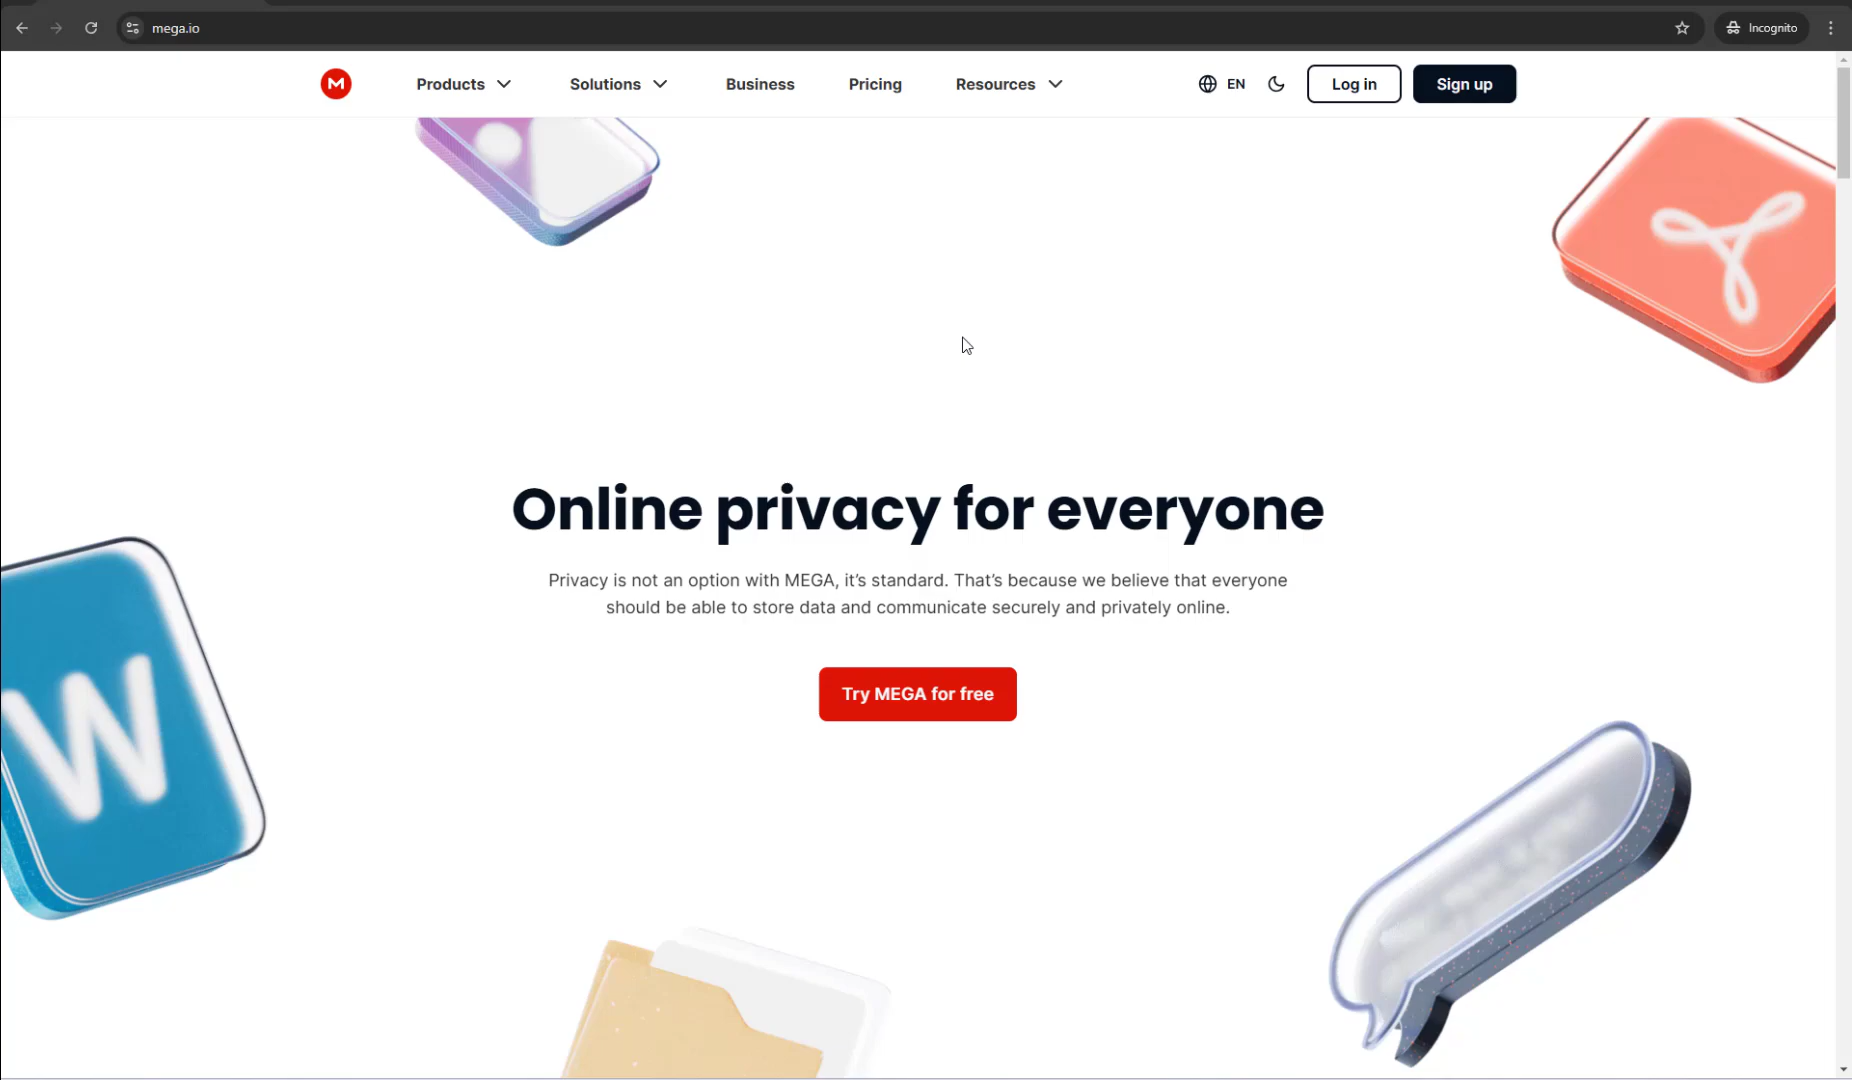 mega.io
Incognito
M
Products
Solutions
Business
Pricing
Resources
EN
Log in
Sign up
Online privacy for everyone
Privacy is not an option with MEGA, it’s standard. That’s because we believe that everyone
should be able to store data and communicate securely and privately online.
Try MEGA for free
W